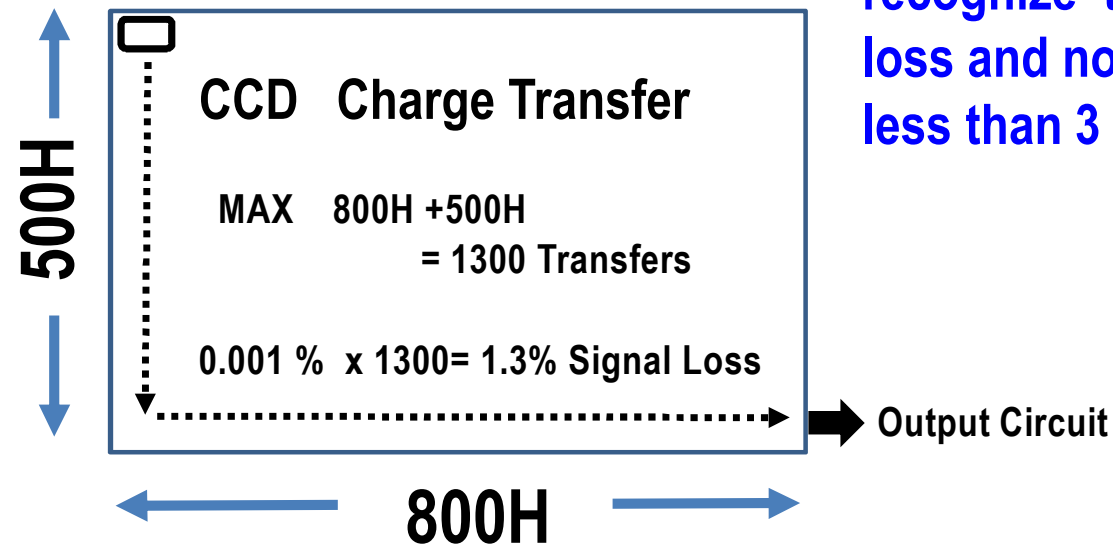 recognize
loss and no
less than 3
CCD Charge Transfer
500H
MAX 800H +500H
= 1300 Transfers
0.001 % x 1300= 1.3% Signal Loss
Output Circuit
800H